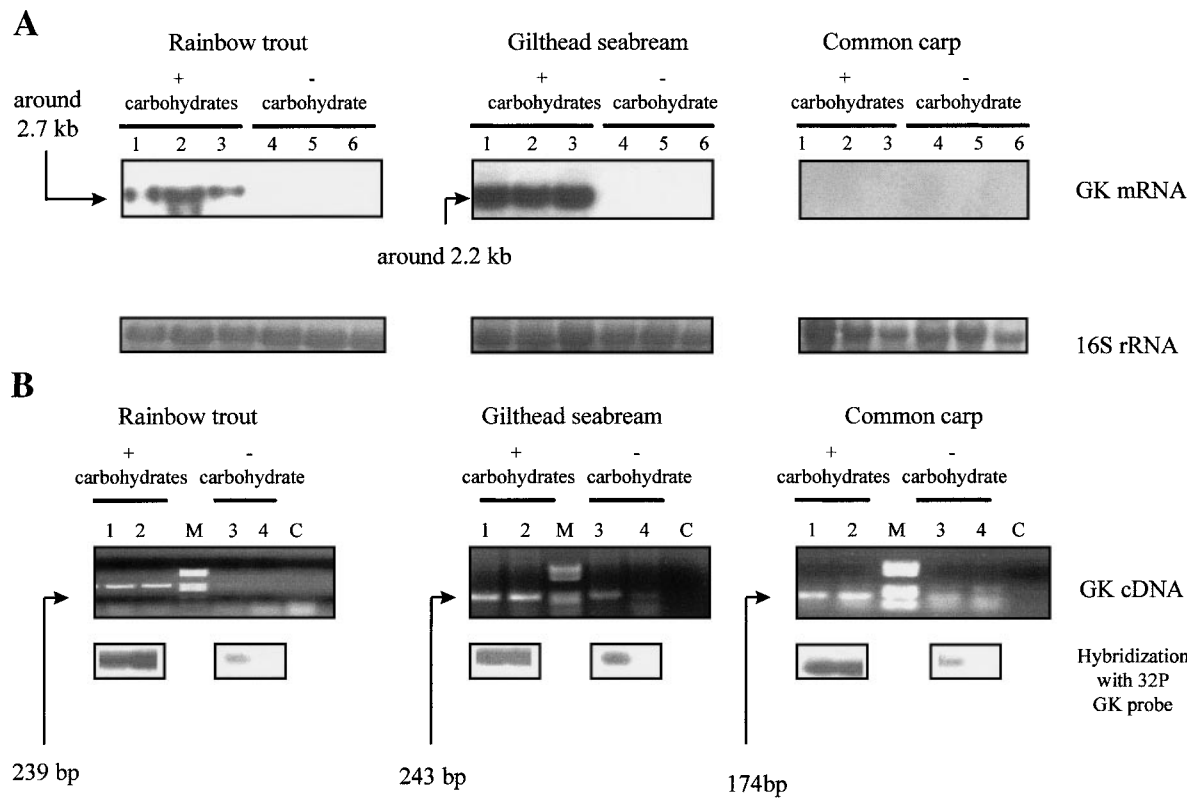 A
Rainbow trout
Gilthead seabream
Common carp
+
-
+
-
+
-
around
2.7 kb
carbohydrates
carbohydrate
carbohydrates
carbohydrate
carbohydrates
carbohydrate
1 2 3 4 5 6
1 2 3 4 5 6
1 2 3 4 5 6
GK mRNA
around 2.2 kb
16S rRNA
B
Rainbow trout
Gilthead seabream
Common carp
+
-
+
-
+
-
carbohydrates
carbohydrate
carbohydrates
carbohydrate
carbohydrates
carbohydrate
1 2 M 3 4 C
1 2 M 3 4 C
1 2 M 3 4 C
GK cDNA
Hybridization
with 32P
GK probe
239 bp
243 bp
174bp